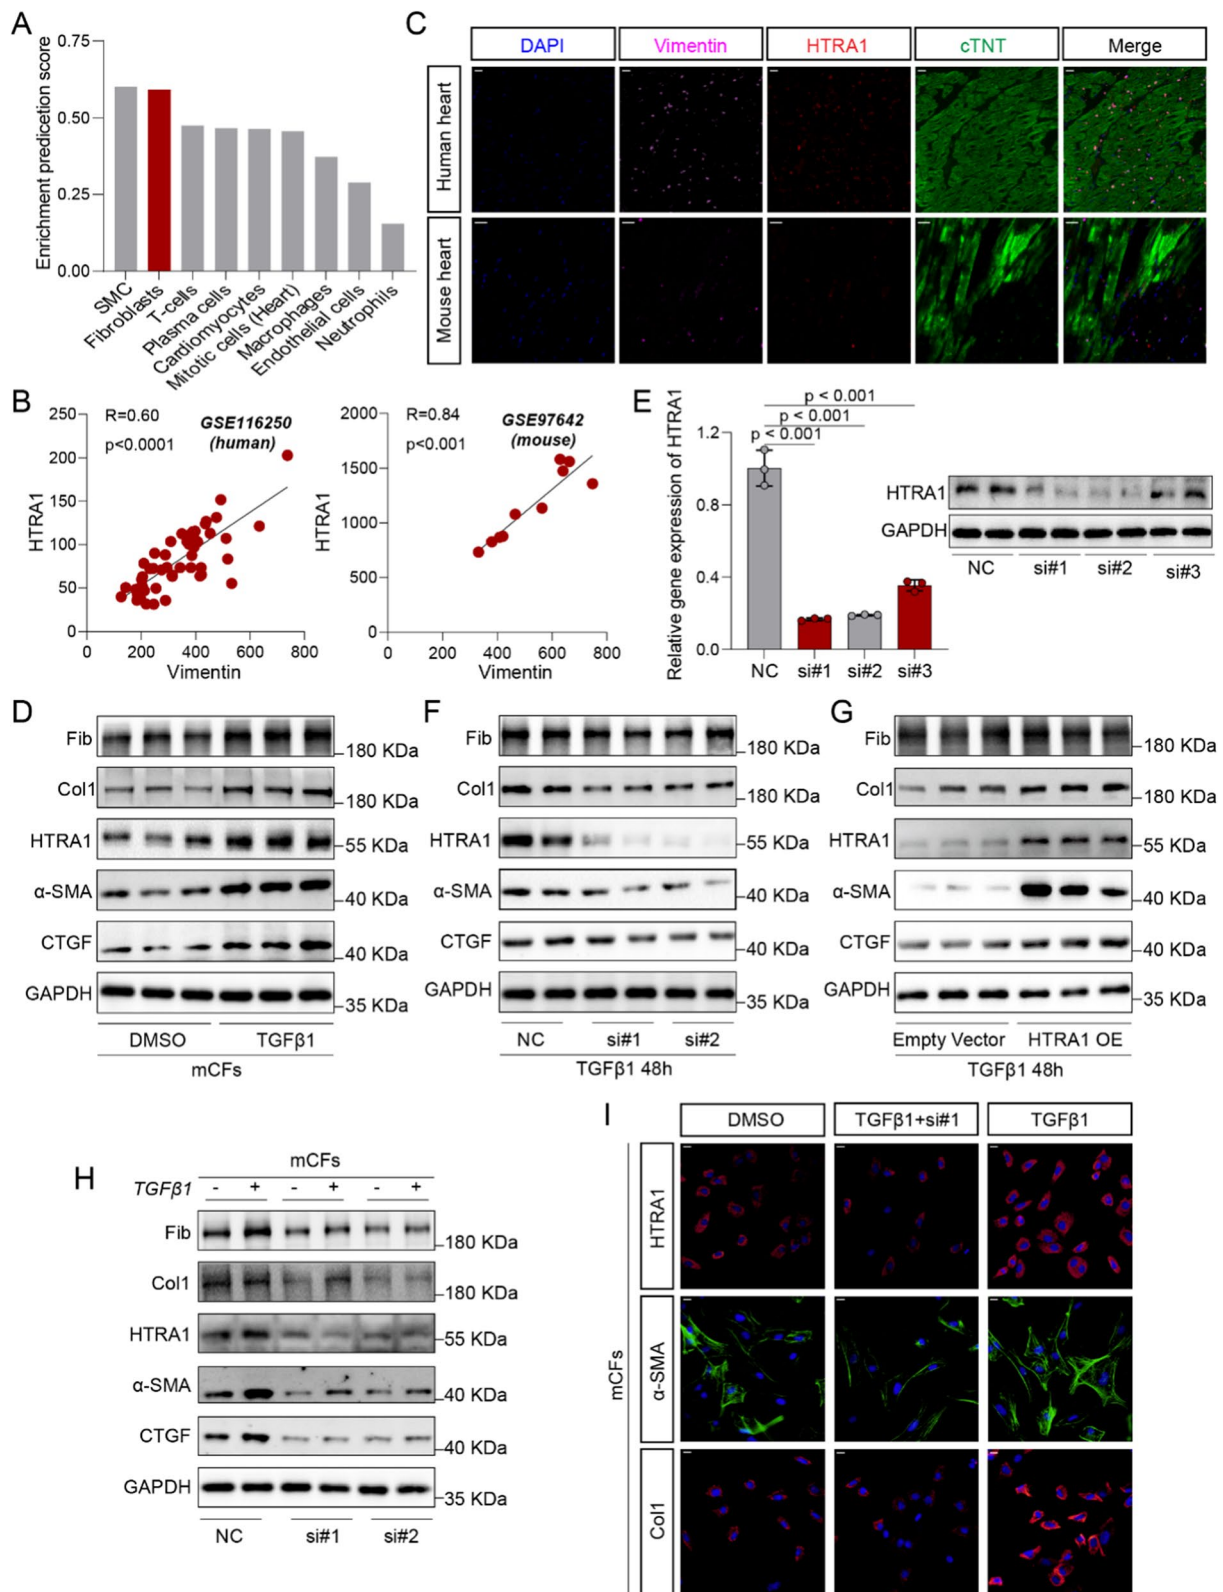 A
0.75
0.50
0.25
0.00
Enrichment predicetion score
SMC
Fibroblasts
T-cells
Plasma cells
Cardiomyocytes
Mitotic cells (Heart)
Macrophages
Endothelial cells
Neutrophils
C
DAPI
Vimentin
HTRA1
cTNT
Merge
Human heart
Mouse heart
B
R=0.60
p<0.0001
GSE116250
(human)
HTRA1
250
200
150
100
50
0
0 200 400 600 800
Vimentin
R=0.84
p<0.001
GSE97642
(mouse)
HTRA1
2000
1500
1000
500
0
0 200 400 600 800
Vimentin
E
Relative gene expression of HTRA1
p < 0.001
p < 0.001
p < 0.001
1.2
0.8
0.4
0.0
NC si#1 si#2 si#3
HTRA1
GAPDH
NC si#1 si#2 si#3
D
Fib
180 KDa
Col1
180 KDa
HTRA1
55 KDa
α-SMA
40 KDa
CTGF
40 KDa
GAPDH
35 KDa
DMSO TGFβ1
mCFs
F
Fib
180 KDa
Col1
180 KDa
HTRA1
55 KDa
α-SMA
40 KDa
CTGF
40 KDa
GAPDH
35 KDa
NC si#1 si#2
TGFβ1 48h
G
Fib
180 KDa
Col1
180 KDa
HTRA1
55 KDa
α-SMA
40 KDa
CTGF
40 KDa
GAPDH
35 KDa
Empty Vector HTRA1 OE
TGFβ1 48h
H
mCFs
TGFβ1 - + - + - +
Fib
180 KDa
Col1
180 KDa
HTRA1
55 KDa
α-SMA
40 KDa
CTGF
40 KDa
GAPDH
35 KDa
NC si#1 si#2
I
DMSO
TGFβ1+si#1
TGFβ1
mCFs
HTRA1
α-SMA
Col1